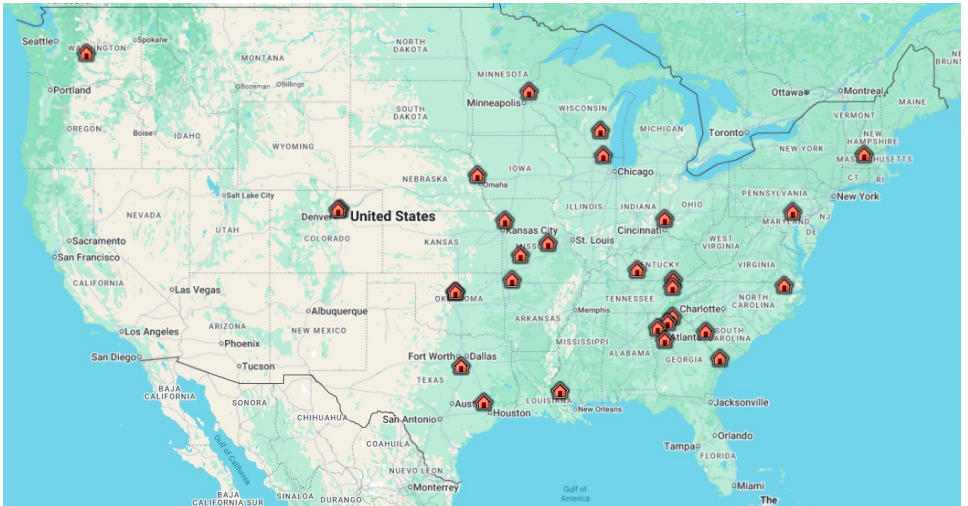 Seattle
WASHINGTON
Spokane
MONTANA
NORTH
DAKOTA
MINNESOTA
Ottawa
Montreal
MAINE
Portland
Bozeman
Billings
Minneapolis
WISCONSIN
VERMONT
OREGON
Boise
IDAHO
SOUTH
DAKOTA
MICHIGAN
Toronto
NEW
HAMPSHIRE
WYOMING
NEW YORK
MASSACHUSETTS
IOWA
Chicago
CT
RI
NEBRASKA
Omaha
New York
Salt Lake City
PENNSYLVANIA
NEVADA
Denver
United States
ILLINOIS
INDIANA
OHIO
MARYLAND
NJ
UTAH
Kansas City
Cincinnati
DE
Sacramento
COLORADO
KANSAS
St. Louis
WEST
VIRGINIA
San Francisco
VIRGINIA
CALIFORNIA
Las Vegas
TENNESSEE
NORTH
CAROLINA
Albuquerque
ARKANSAS
Memphis
Charlotte
Los Angeles
ARIZONA
NEW MEXICO
Atlanta
SOUTH
CAROLINA
Phoenix
MISSISSIPPI
San Diego
Fort Worth
Dallas
ALABAMA
GEORGIA
Tucson
TEXAS
BAJA
CALIFORNIA
SONORA
LOUISIANA
Jacksonville
CHIHUAHUA
San Antonio
Houston
New Orleans
Gulf of
California
COAHUILA
Orlando
Tampa
FLORIDA
NUEVO LEON
Monterrey
Gulf of
America
Miami
BAJA
CALIFORNIA SUR
SINALOA
DURANGO
The